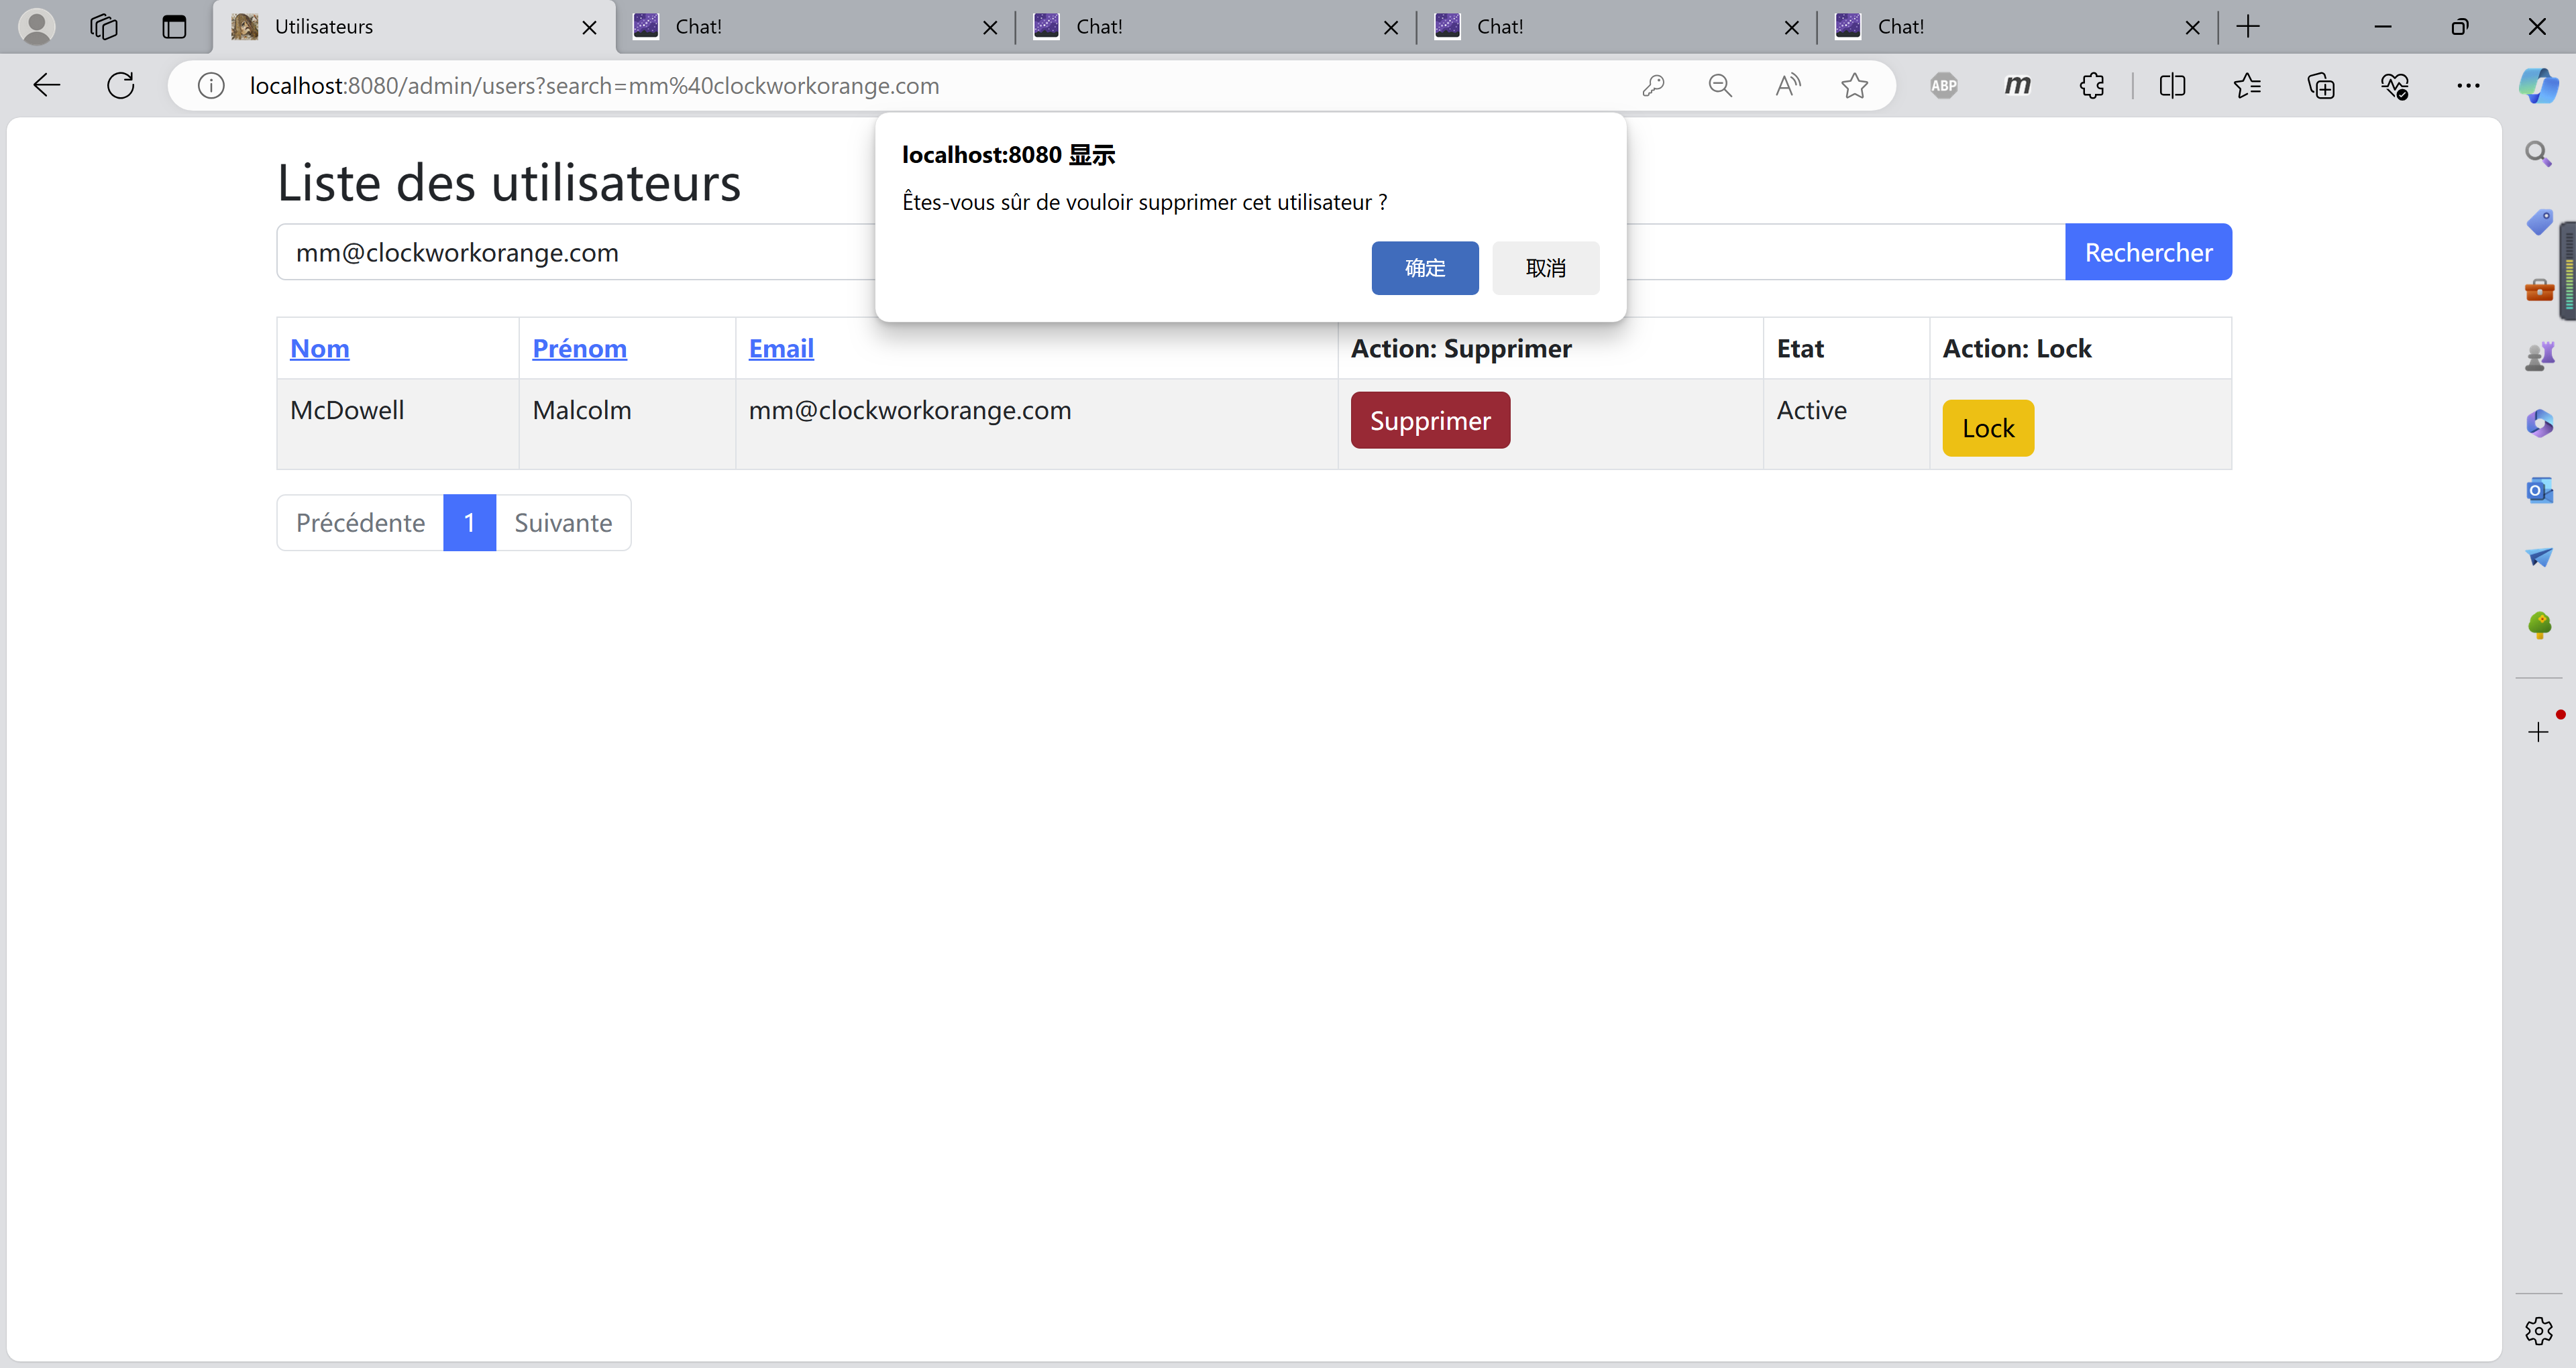 Utilisateurs
Chat!
Chat!
Chat!
Chat!
localhost:8080/admin/users?search=mm%40clockworkorange.com
ABP
m
localhost:8080 显示
Êtes-vous sûr de vouloir supprimer cet utilisateur ?
确定
取消
Liste des utilisateurs
mm@clockworkorange.com
Rechercher
Nom
Prénom
Email
Action: Supprimer
Etat
Action: Lock
McDowell
Malcolm
mm@clockworkorange.com
Supprimer
Active
Lock
Précédente
1
Suivante